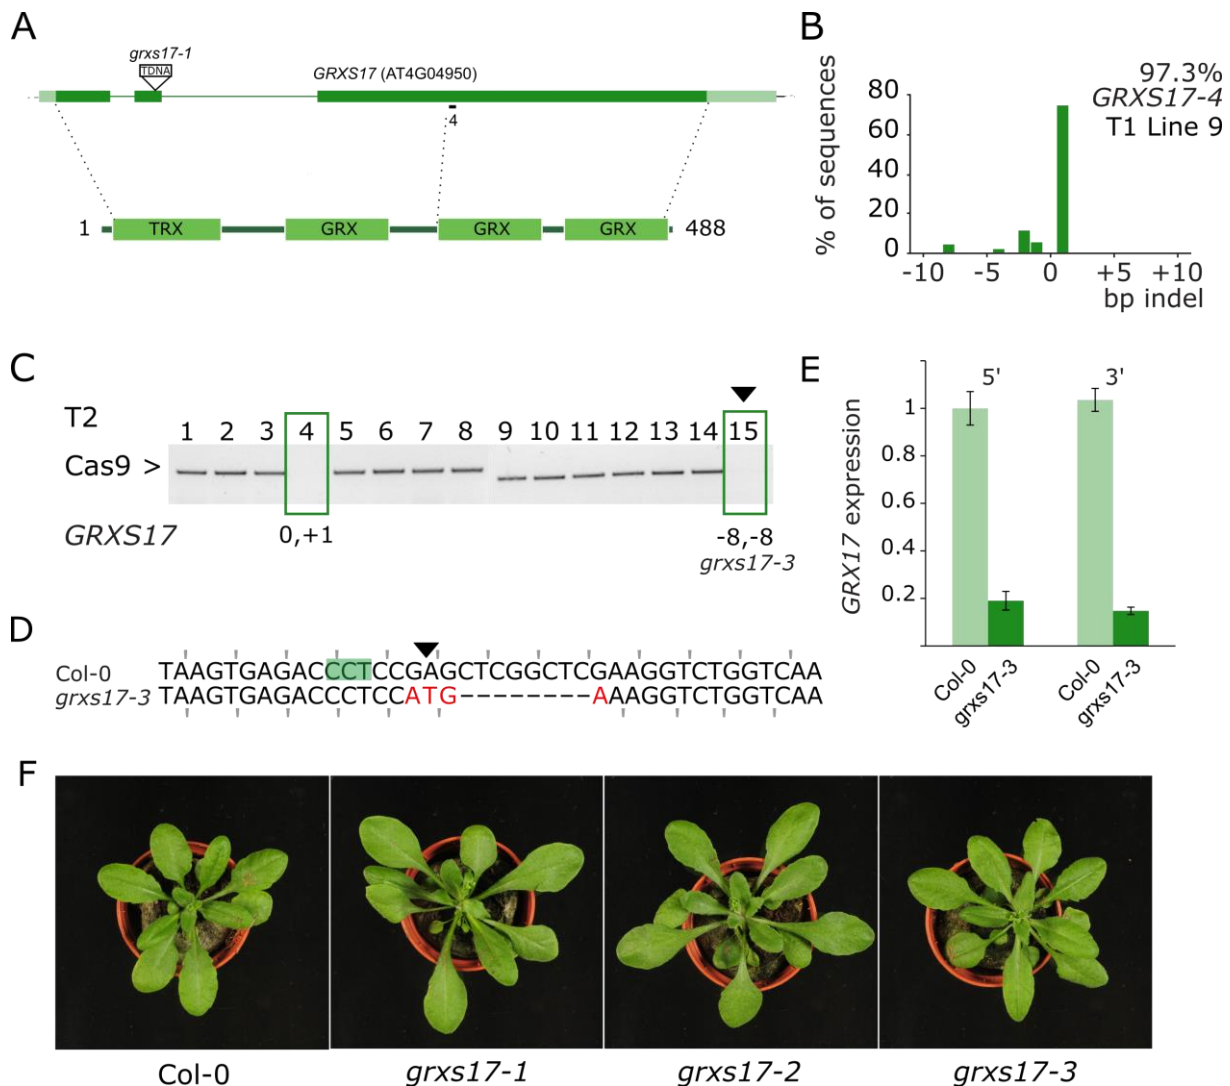 A
grxs17-1
TDNA
GRXS17 (AT4G04950)
4
1 TRX GRX GRX GRX 488
B
97.3%
GRXS17-4
T1 Line 9
% of sequences
80
60
40
20
0
-10 -5 0 +5 +10
bp indel
C
T2
1 2 3 4 5 6 7 8 9 10 11 12 13 14 15
Cas9 >
GRXS17 0,+1 -8,-8
grxs17-3
D
Col-0 TAAGTGAGACCCTCCGAGCTCGGCTCGAAGGTCTGGTCAA
grxs17-3 TAAGTGAGACCCTCCATG--------AAAGGTCTGGTCAA
E
5' 3'
GRX17 expression
1
0.8
0.6
0.4
0.2
Col-0 grxs17-3 Col-0 grxs17-3
F
Col-0 grxs17-1 grxs17-2 grxs17-3